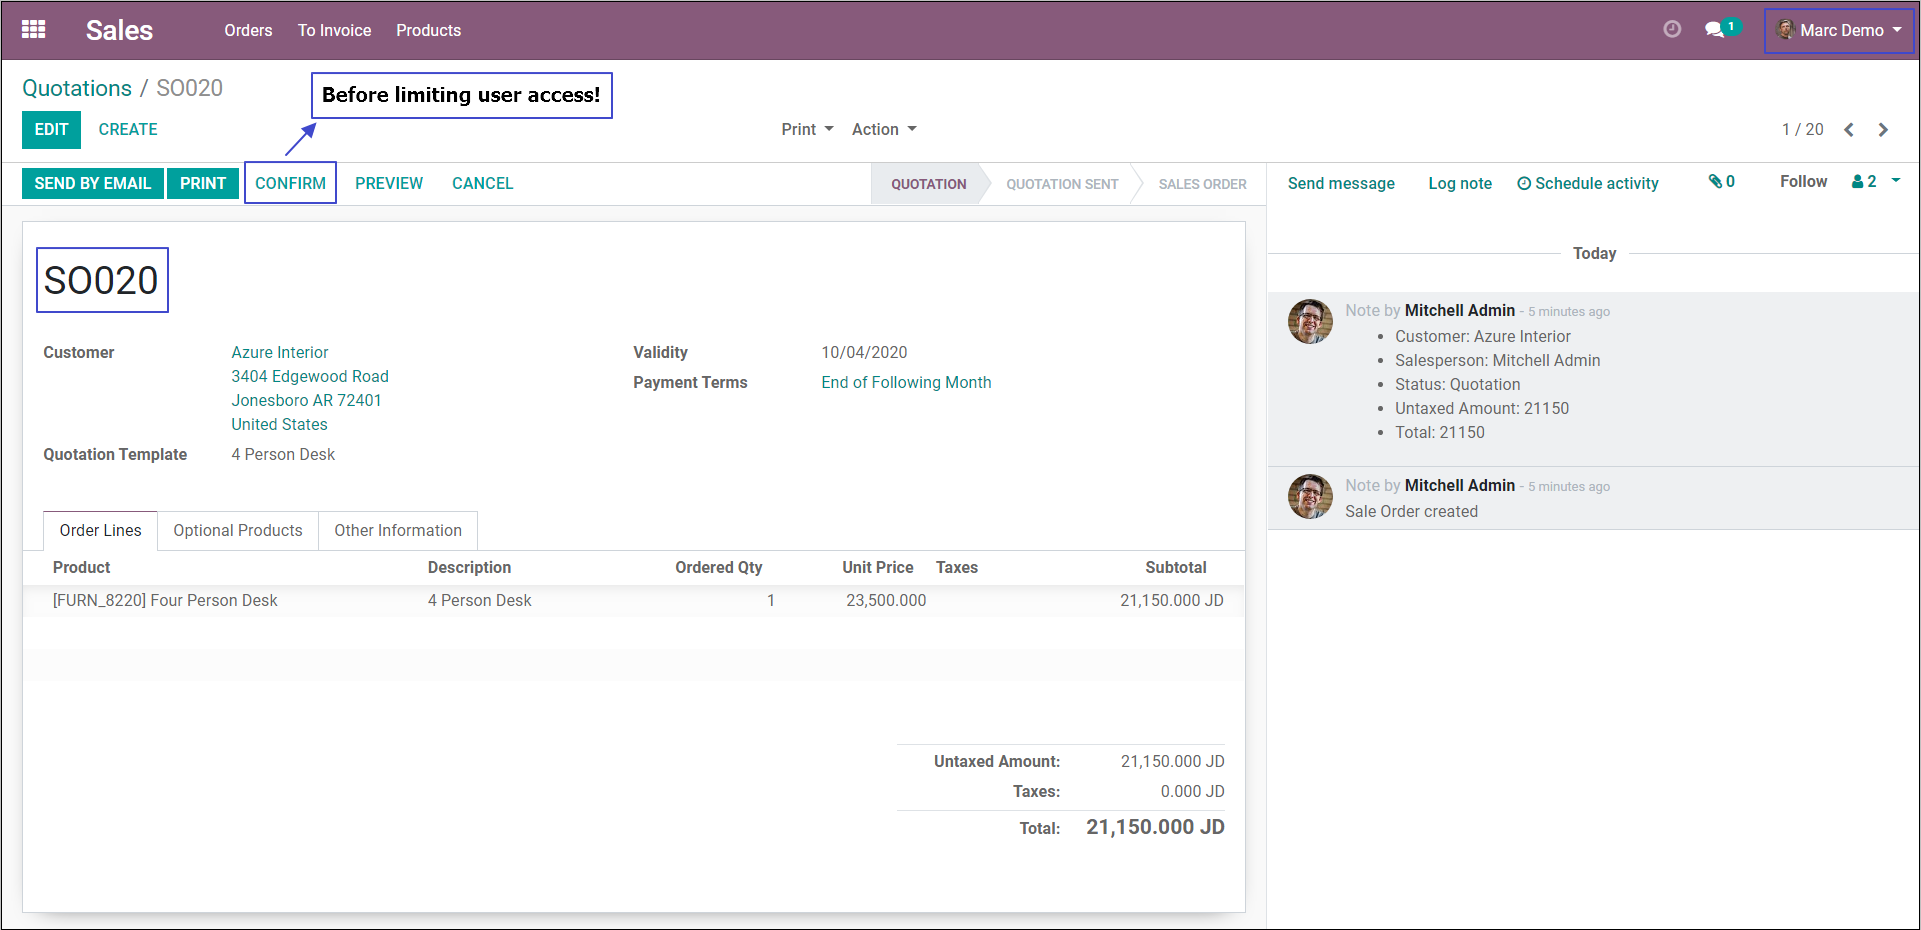 Sales Orders To Invoice Products 1 Marc Demo
Quotations / SO020
Before limiting user access!
EDIT CREATE Print Action 1 / 20
SEND BY EMAIL PRINT CONFIRM PREVIEW CANCEL QUOTATION QUOTATION SENT SALES ORDER
Send message Log note Schedule activity 0 Follow 2
SO020
Customer Azure Interior
3404 Edgewood Road
Jonesboro AR 72401
United States
Quotation Template 4 Person Desk
Validity 10/04/2020
Payment Terms End of Following Month
Order Lines Optional Products Other Information
Product Description Ordered Qty Unit Price Taxes Subtotal
[FURN_8220] Four Person Desk 4 Person Desk 1 23,500.000 21,150.000 JD
Untaxed Amount: 21,150.000 JD
Taxes: 0.000 JD
Total: 21,150.000 JD
Today
Note by Mitchell Admin - 5 minutes ago
• Customer: Azure Interior
• Salesperson: Mitchell Admin
• Status: Quotation
• Untaxed Amount: 21150
• Total: 21150
Note by Mitchell Admin - 5 minutes ago
Sale Order created